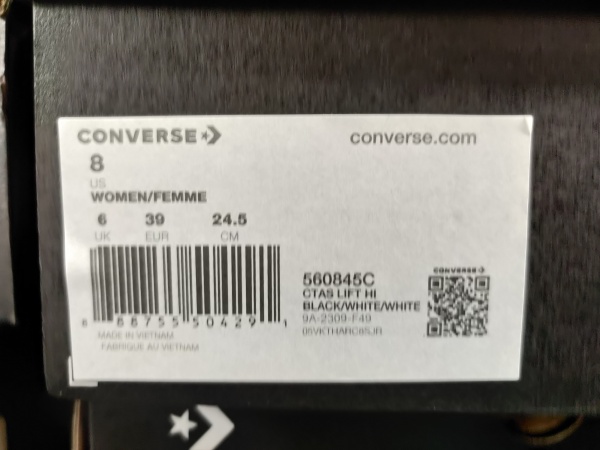 CONVERSE
converse.com
8
US
WOMEN/FEMME
6 39 24.5
UK EUR CM
560845C
CTAS LIFT HI
BLACK/WHITE/WHITE
9A-2309-F49
8 88755 50429 1
MADE IN VIETNAM
FABRIQUE AU VIETNAM
CONVERSE